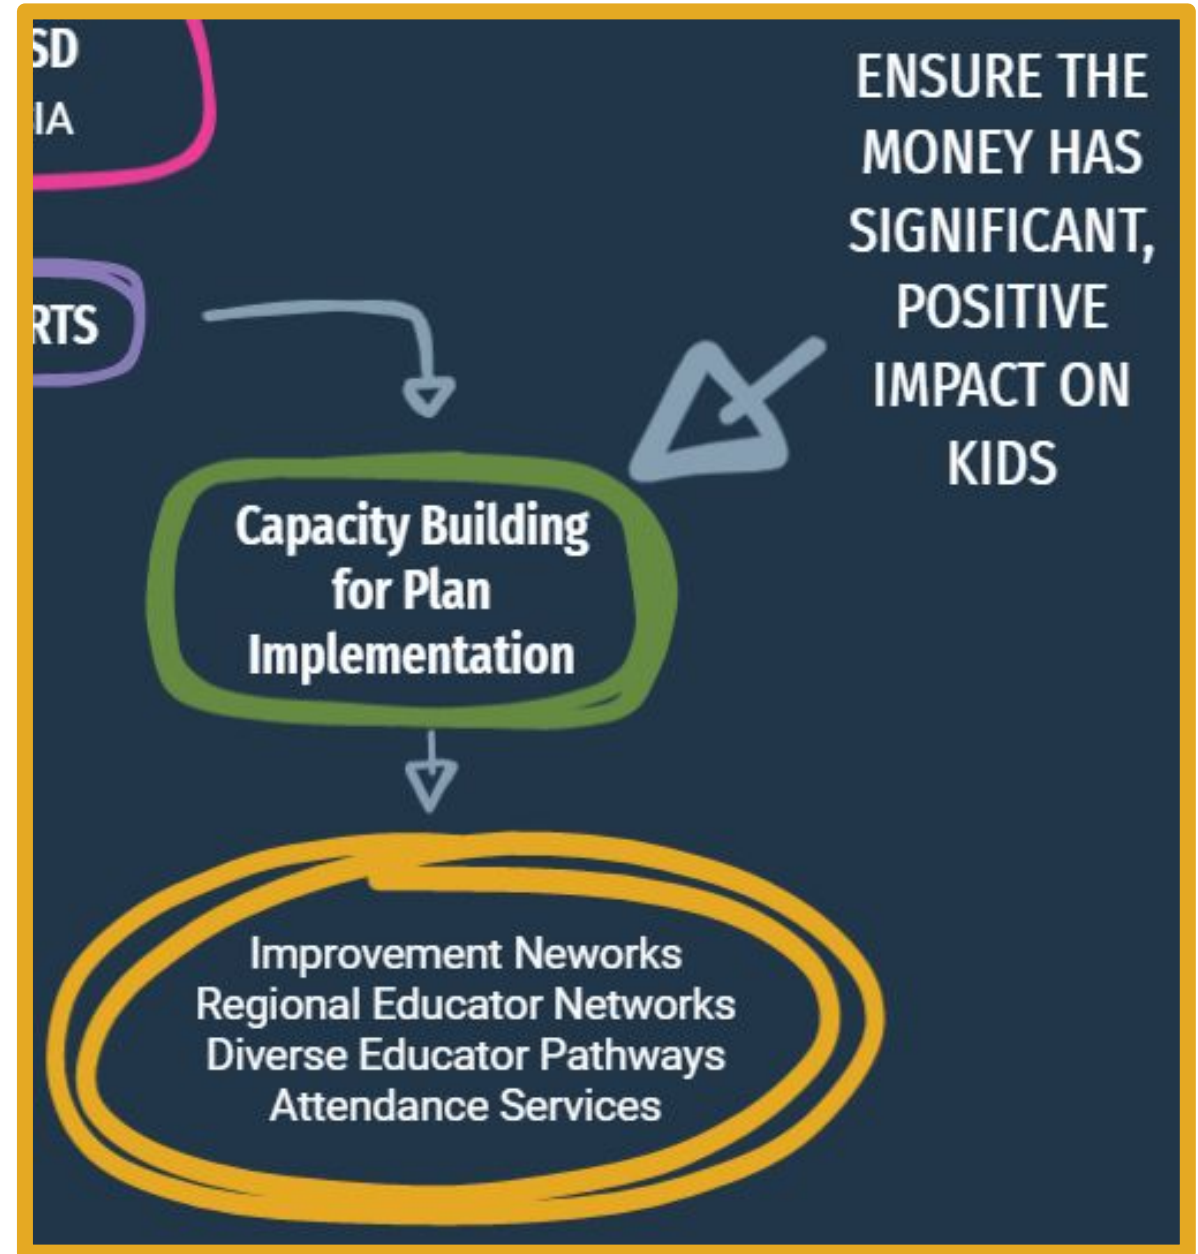 SD
IA
RTS
ENSURE THE
MONEY HAS
SIGNIFICANT,
POSITIVE
IMPACT ON
KIDS
Capacity Building
for Plan
Implementation
Improvement Neworks
Regional Educator Networks
Diverse Educator Pathways
Attendance Services